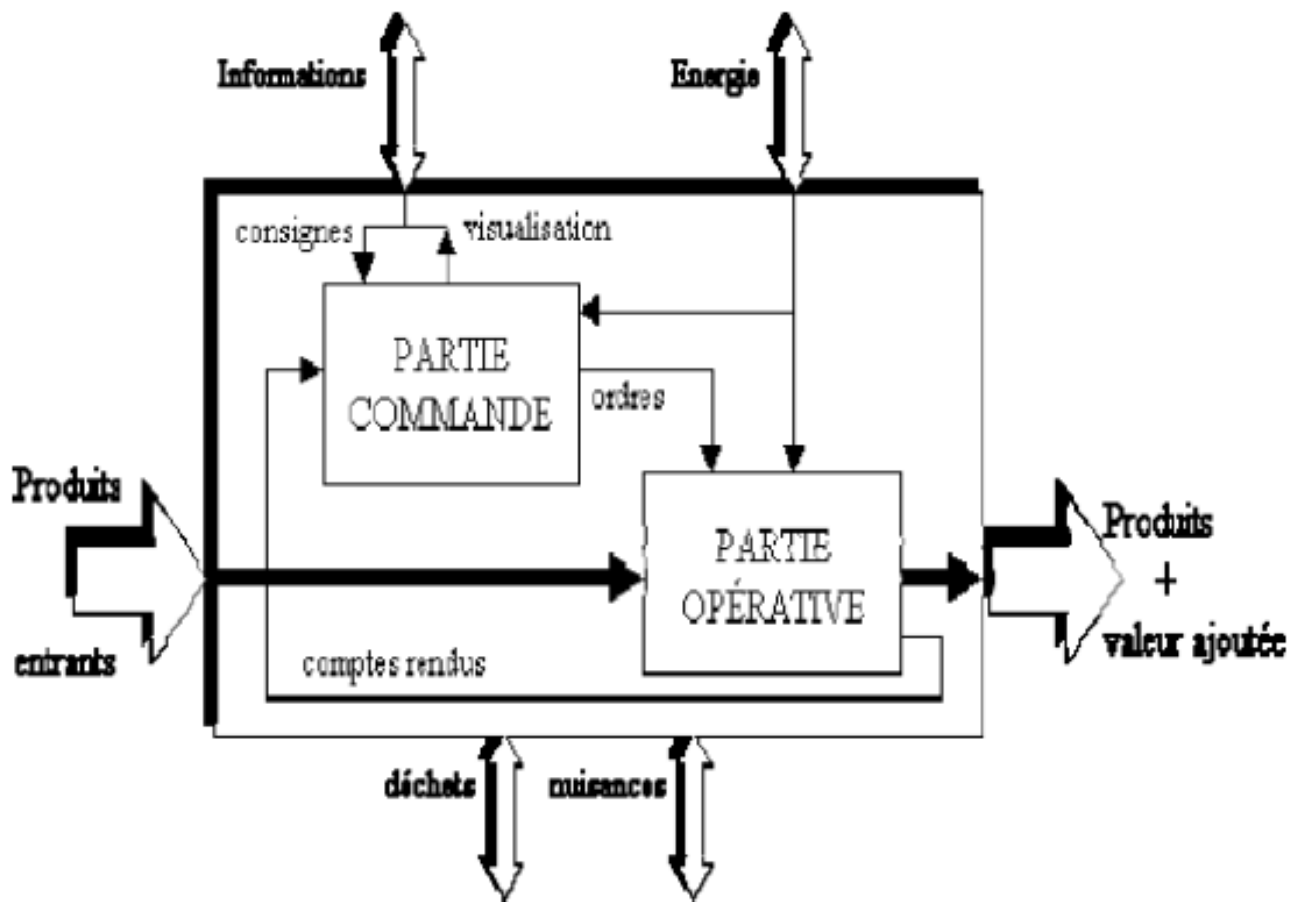 Informations
Energie
consignes
visualisation
PARTIE
COMMANDE
ordres
Produits
entrants
PARTIE
OPÉRATIVE
Produits
+
valeur ajoutée
comptes rendus
déchets
nuisances